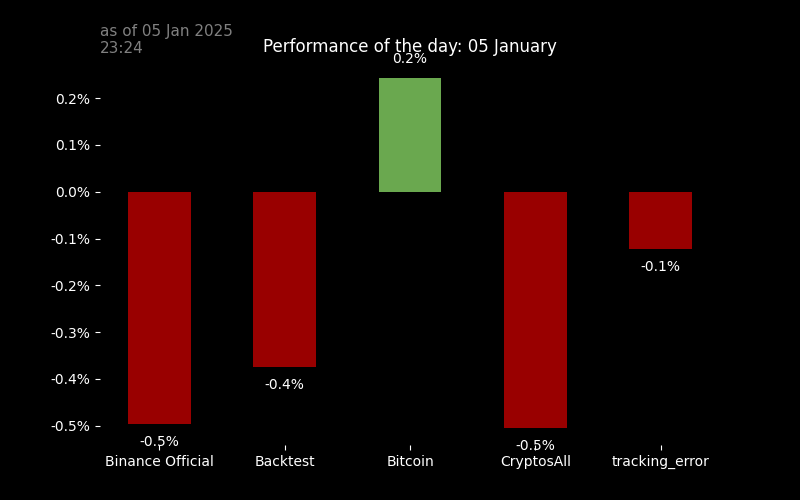 as of 05 Jan 2025
23:24
Performance of the day: 05 January
0.2%
0.2%
0.1%
0.0%
-0.1%
-0.2%
-0.3%
-0.4%
-0.5%
-0.1%
-0.4%
-0.5%
-0.5%
Binance Official
Backtest
Bitcoin
CryptosAll
tracking_error